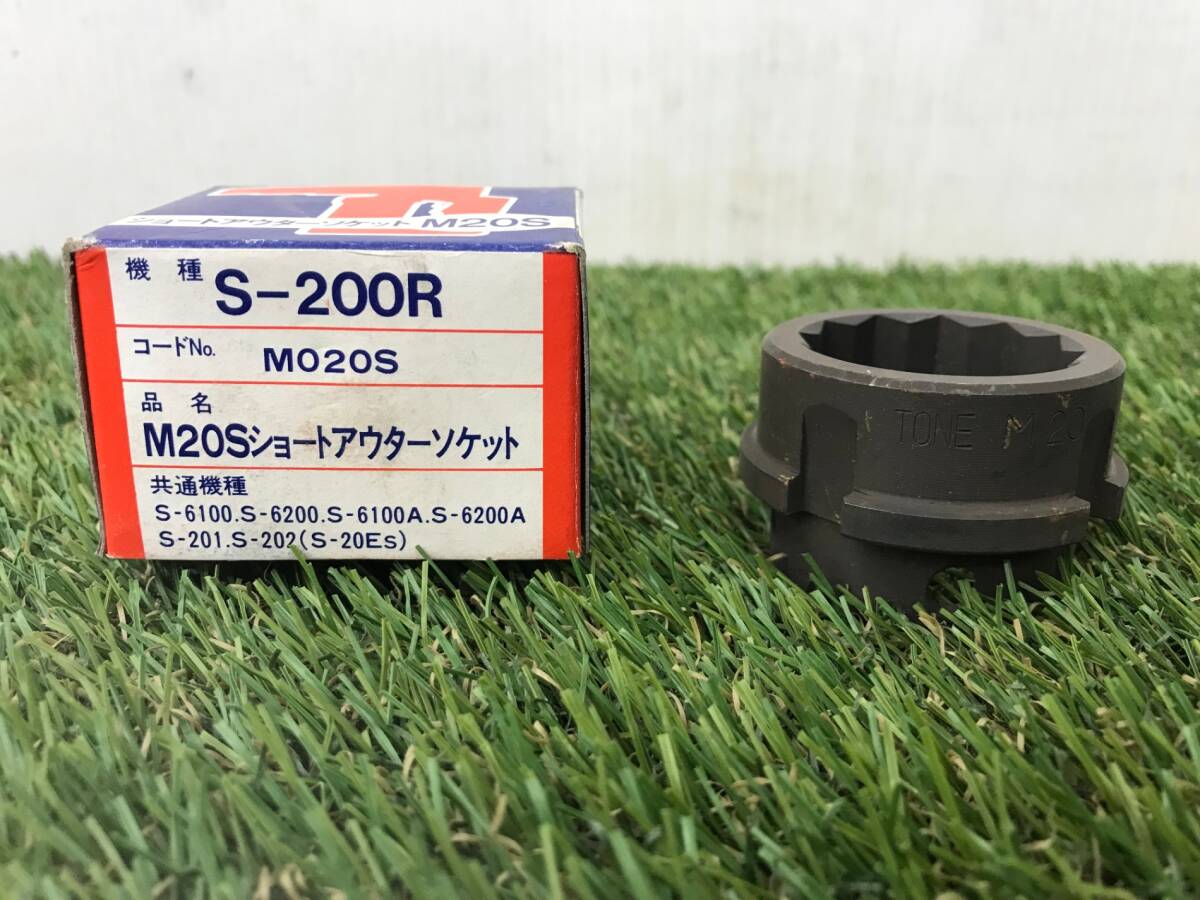 ショートアウターソケット M20S
機種 S-200R
コードNo. M020S
品名
M20Sショートアウターソケット
共通機種
S-6100.S-6200.S-6100A.S-6200A
S-201.S-202(S-20Es)
TONE M20